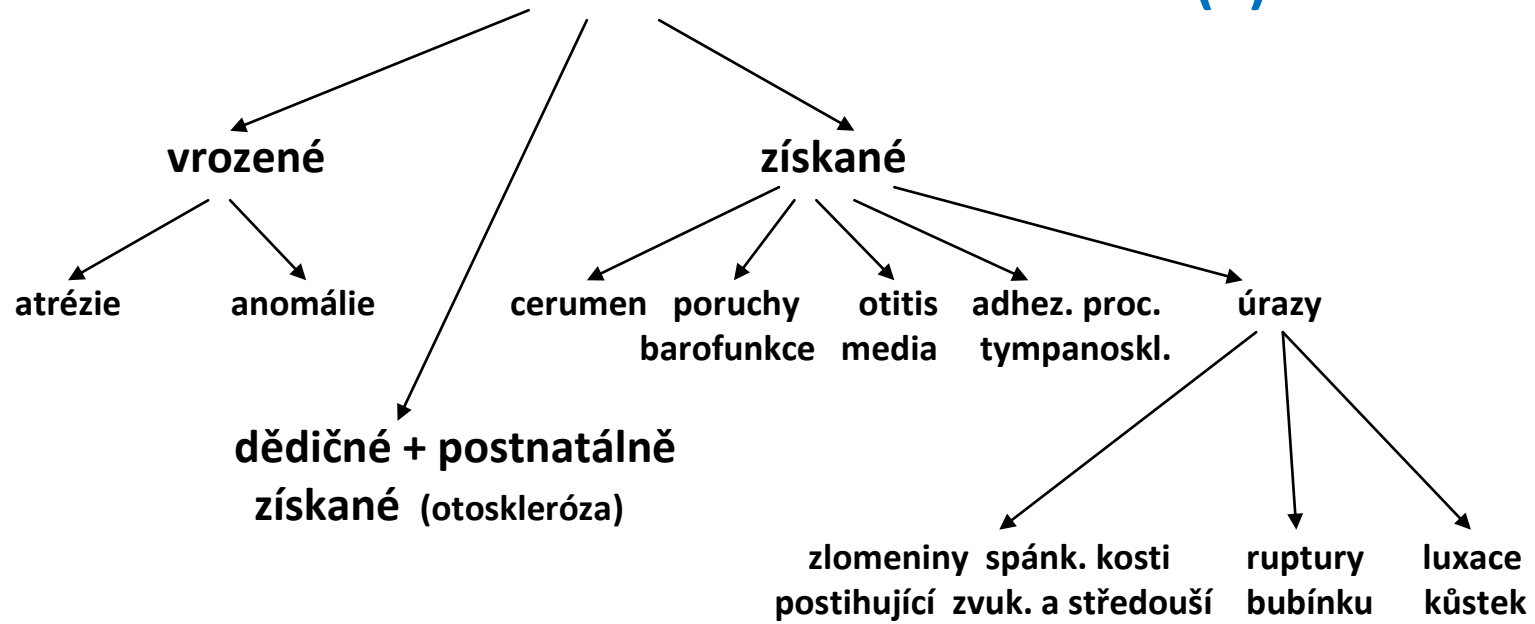 vrozené
získané
atrézie
anomálie
cerumen
poruchy
barofunkce
otitis
media
adhez. proc.
tympanoskl.
úrazy
dědičné + postnatálně
získané (otoskleróza)
zlomeniny spánk. kosti
postihující zvuk. a středouší
ruptury
bubínku
luxace
kůstek